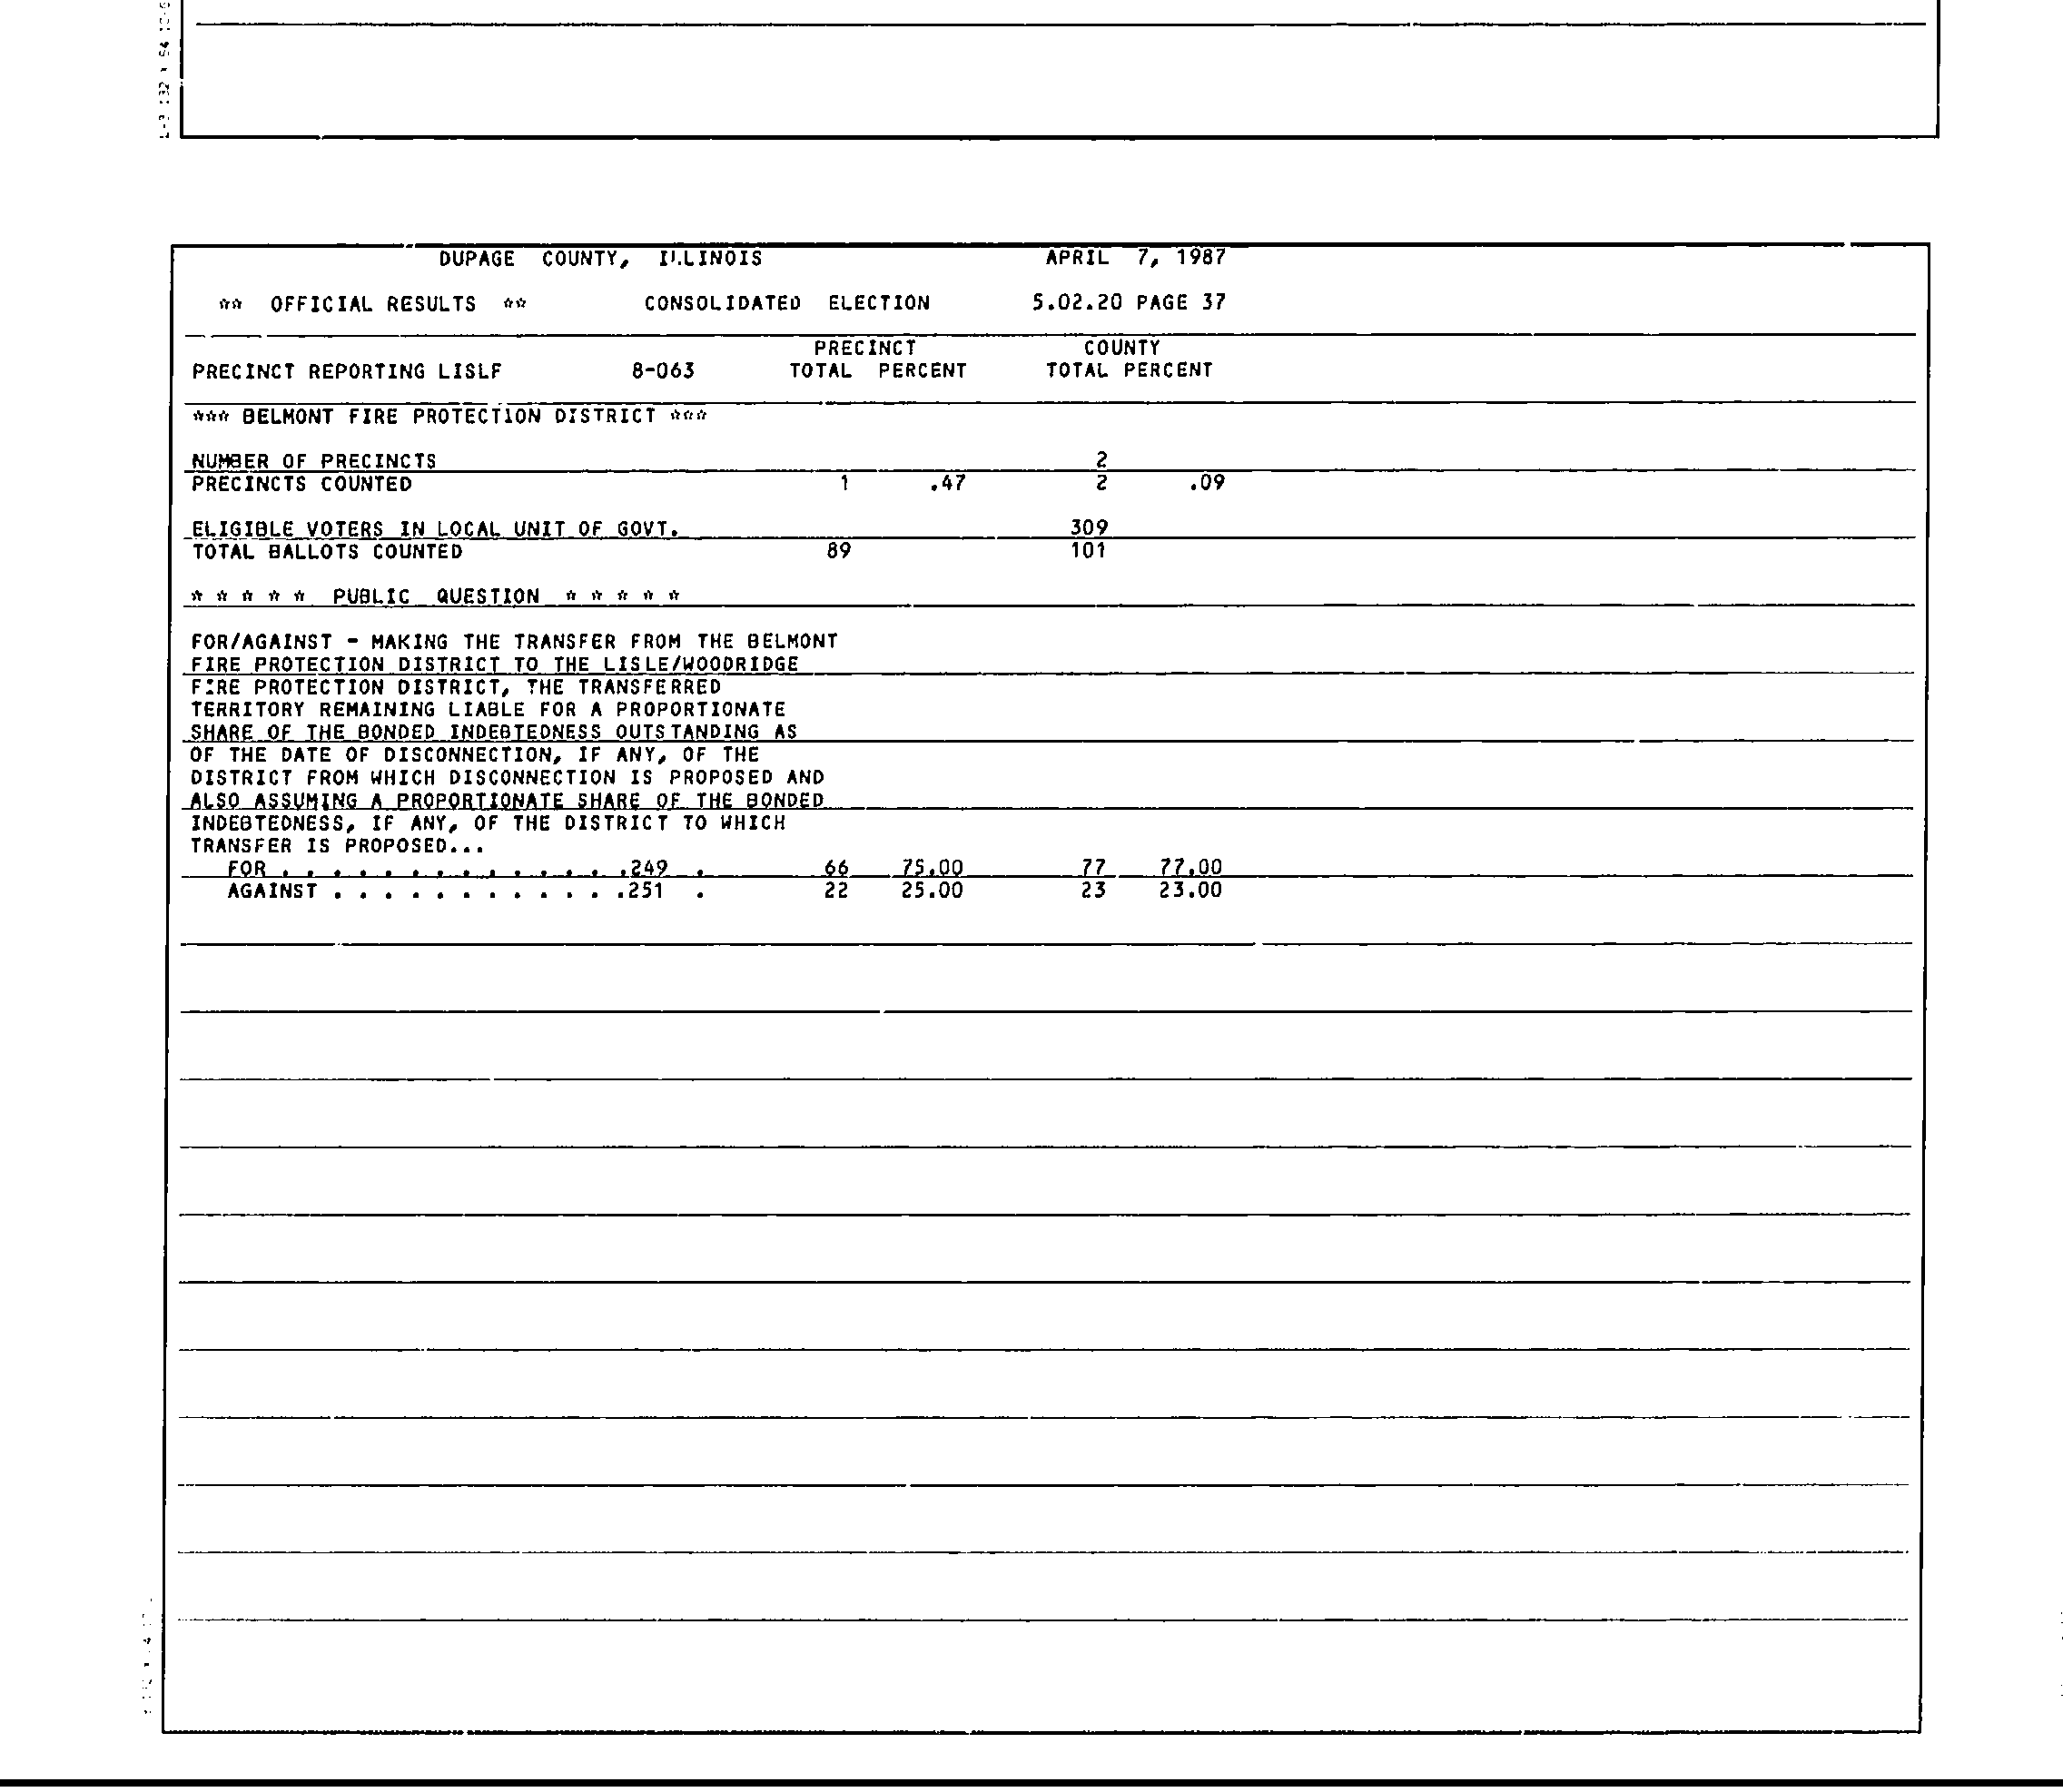 DUPAGE COUNTY, ILLINOIS APRIL 7, 1987
** OFFICIAL RESULTS ** CONSOLIDATED ELECTION 5.02.20 PAGE 37
PRECINCT COUNTY
PRECINCT REPORTING LISLF 8-063 TOTAL PERCENT TOTAL PERCENT
*** BELMONT FIRE PROTECTION DISTRICT ***
NUMBER OF PRECINCTS 2
PRECINCTS COUNTED 1 .47 2 .09
ELIGIBLE VOTERS IN LOCAL UNIT OF GOVT. 309
TOTAL BALLOTS COUNTED 89 101
* * * * * PUBLIC QUESTION * * * * *
FOR/AGAINST - MAKING THE TRANSFER FROM THE BELMONT
FIRE PROTECTION DISTRICT TO THE LISLE/WOODRIDGE
FIRE PROTECTION DISTRICT, THE TRANSFERRED
TERRITORY REMAINING LIABLE FOR A PROPORTIONATE
SHARE OF THE BONDED INDEBTEDNESS OUTSTANDING AS
OF THE DATE OF DISCONNECTION, IF ANY, OF THE
DISTRICT FROM WHICH DISCONNECTION IS PROPOSED AND
ALSO ASSUMING A PROPORTIONATE SHARE OF THE BONDED
INDEBTEDNESS, IF ANY, OF THE DISTRICT TO WHICH
TRANSFER IS PROPOSED...
FOR . . . . . . . . . . . . . .249 . 66 75.00 77 77.00
AGAINST . . . . . . . . . . . .251 . 22 25.00 23 23.00